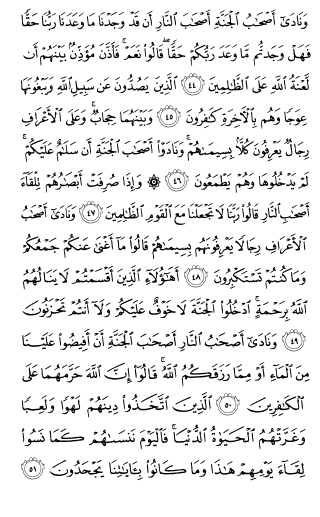 وَنَادَىٰٓ أَصْحَٰبُ ٱلْجَنَّةِ أَصْحَٰبَ ٱلنَّارِ أَن قَدْ وَجَدْنَا مَا وَعَدَنَا رَبُّنَا حَقًّا
فَهَلْ وَجَدتُّم مَّا وَعَدَ رَبُّكُمْ حَقًّا ۖ قَالُوا۟ نَعَمْ ۚ فَأَذَّنَ مُؤَذِّنٌۢ بَيْنَهُمْ أَن
لَّعْنَةُ ٱللَّهِ عَلَى ٱلظَّٰلِمِينَ ٤٤ ٱلَّذِينَ يَصُدُّونَ عَن سَبِيلِ ٱللَّهِ وَيَبْغُونَهَا
عِوَجًا وَهُم بِٱلْـَٔاخِرَةِ كَٰفِرُونَ ٤٥ وَبَيْنَهُمَا حِجَابٌ ۚ وَعَلَى ٱلْأَعْرَافِ
رِجَالٌ يَعْرِفُونَ كُلًّۢا بِسِيمَىٰهُمْ ۚ وَنَادَوْا۟ أَصْحَٰبَ ٱلْجَنَّةِ أَن سَلَٰمٌ عَلَيْكُمْ ۚ
لَمْ يَدْخُلُوهَا وَهُمْ يَطْمَعُونَ ٤٦ ۞ وَإِذَا صُرِفَتْ أَبْصَٰرُهُمْ تِلْقَآءَ
أَصْحَٰبِ ٱلنَّارِ قَالُوا۟ رَبَّنَا لَا تَجْعَلْنَا مَعَ ٱلْقَوْمِ ٱلظَّٰلِمِينَ ٤٧ وَنَادَىٰٓ أَصْحَٰبُ
ٱلْأَعْرَافِ رِجَالًا يَعْرِفُونَهُم بِسِيمَىٰهُمْ قَالُوا۟ مَآ أَغْنَىٰ عَنكُمْ جَمْعُكُمْ
وَمَا كُنتُمْ تَسْتَكْبِرُونَ ٤٨ أَهَٰٓؤُلَآءِ ٱلَّذِينَ أَقْسَمْتُمْ لَا يَنَالُهُمُ
ٱللَّهُ بِرَحْمَةٍ ۚ ٱدْخُلُوا۟ ٱلْجَنَّةَ لَا خَوْفٌ عَلَيْكُمْ وَلَآ أَنتُمْ تَحْزَنُونَ
٤٩ وَنَادَىٰٓ أَصْحَٰبُ ٱلنَّارِ أَصْحَٰبَ ٱلْجَنَّةِ أَنْ أَفِيضُوا۟ عَلَيْنَا
مِنَ ٱلْمَآءِ أَوْ مِمَّا رَزَقَكُمُ ٱللَّهُ ۚ قَالُوٓا۟ إِنَّ ٱللَّهَ حَرَّمَهُمَا عَلَى
ٱلْكَٰفِرِينَ ٥٠ ٱلَّذِينَ ٱتَّخَذُوا۟ دِينَهُمْ لَهْوًا وَلَعِبًا
وَغَرَّتْهُمُ ٱلْحَيَوٰةُ ٱلدُّنْيَا ۚ فَٱلْيَوْمَ نَنسَىٰهُمْ كَمَا نَسُوا۟
لِقَآءَ يَوْمِهِمْ هَٰذَا وَمَا كَانُوا۟ بِـَٔايَٰتِنَا يَجْحَدُونَ ٥١